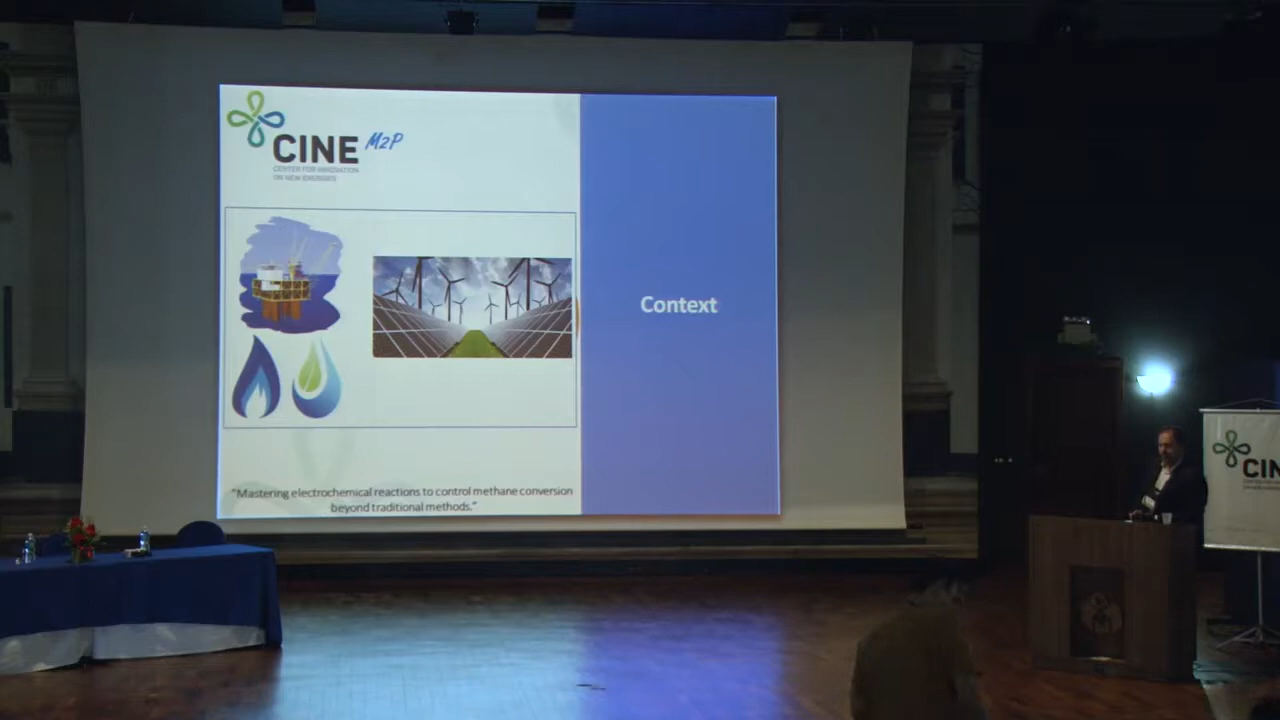 CINE M2P
CENTER FOR INNOVATION
ON NEW ENERGIES
Context
"Mastering electrochemical reactions to control methane conversion
beyond traditional methods."
CIN